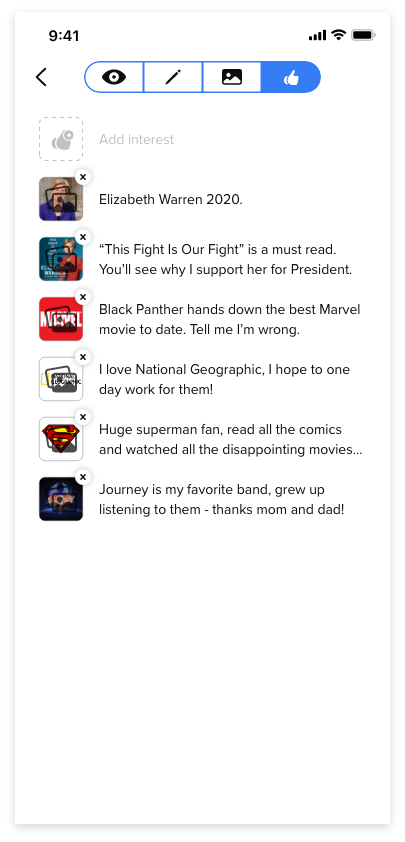 9:41
Add interest
Elizabeth Warren 2020.
“This Fight Is Our Fight” is a must read.
You’ll see why I support her for President.
MARVEL
Black Panther hands down the best Marvel
movie to date. Tell me I’m wrong.
I love National Geographic, I hope to one
day work for them!
Huge superman fan, read all the comics
and watched all the disappointing movies...
Journey is my favorite band, grew up
listening to them - thanks mom and dad!